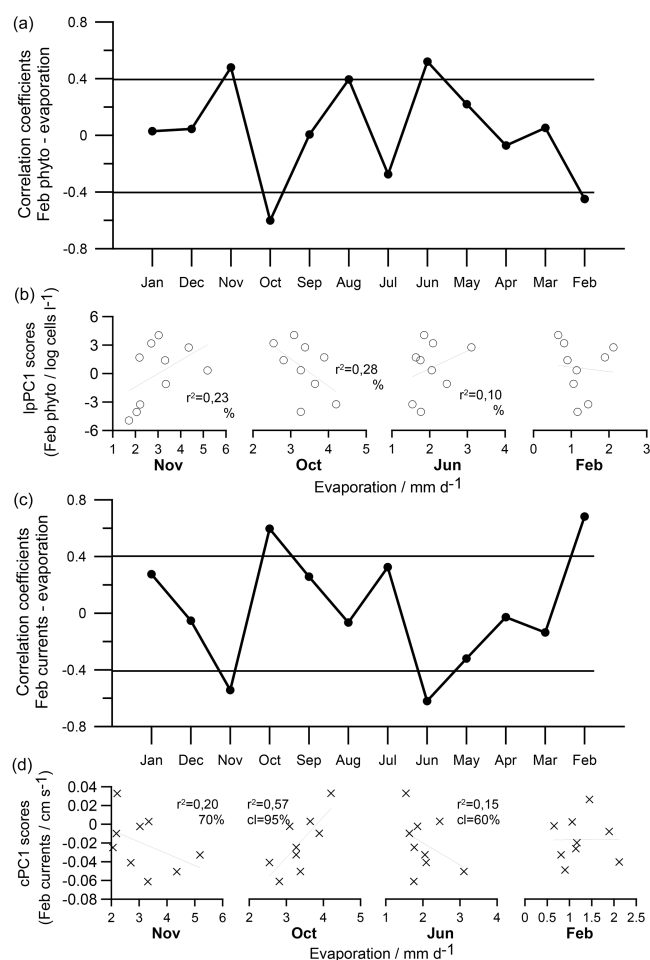 (a)
Correlation coefficients
Feb phyto - evaporation
0.8
0.4
0
-0.4
-0.8
Jan Dec Nov Oct Sep Aug Jul Jun May Apr Mar Feb
(b)
lpPC1 scores
(Feb phyto / log cells l-1)
6
3
0
-3
-6
r2=0,23
%
r2=0,28
%
r2=0,10
%
1 2 3 4 5 6 2 3 4 5 1 2 3 4 0 1 2 3
Nov Oct Jun Feb
Evaporation / mm d-1
(c)
Correlation coefficients
Feb currents - evaporation
0.8
0.4
0
-0.4
-0.8
Jan Dec Nov Oct Sep Aug Jul Jun May Apr Mar Feb
(d)
cPC1 scores
(Feb currents / cm s-1)
0.04
0.02
0
-0.02
-0.04
-0.06
-0.08
r2=0,20
70%
r2=0,57
cl=95%
r2=0,15
cl=60%
2 3 4 5 6 2 3 4 5 1 2 3 4 0 0.5 1 1.5 2 2.5
Nov Oct Jun Feb
Evaporation / mm d-1